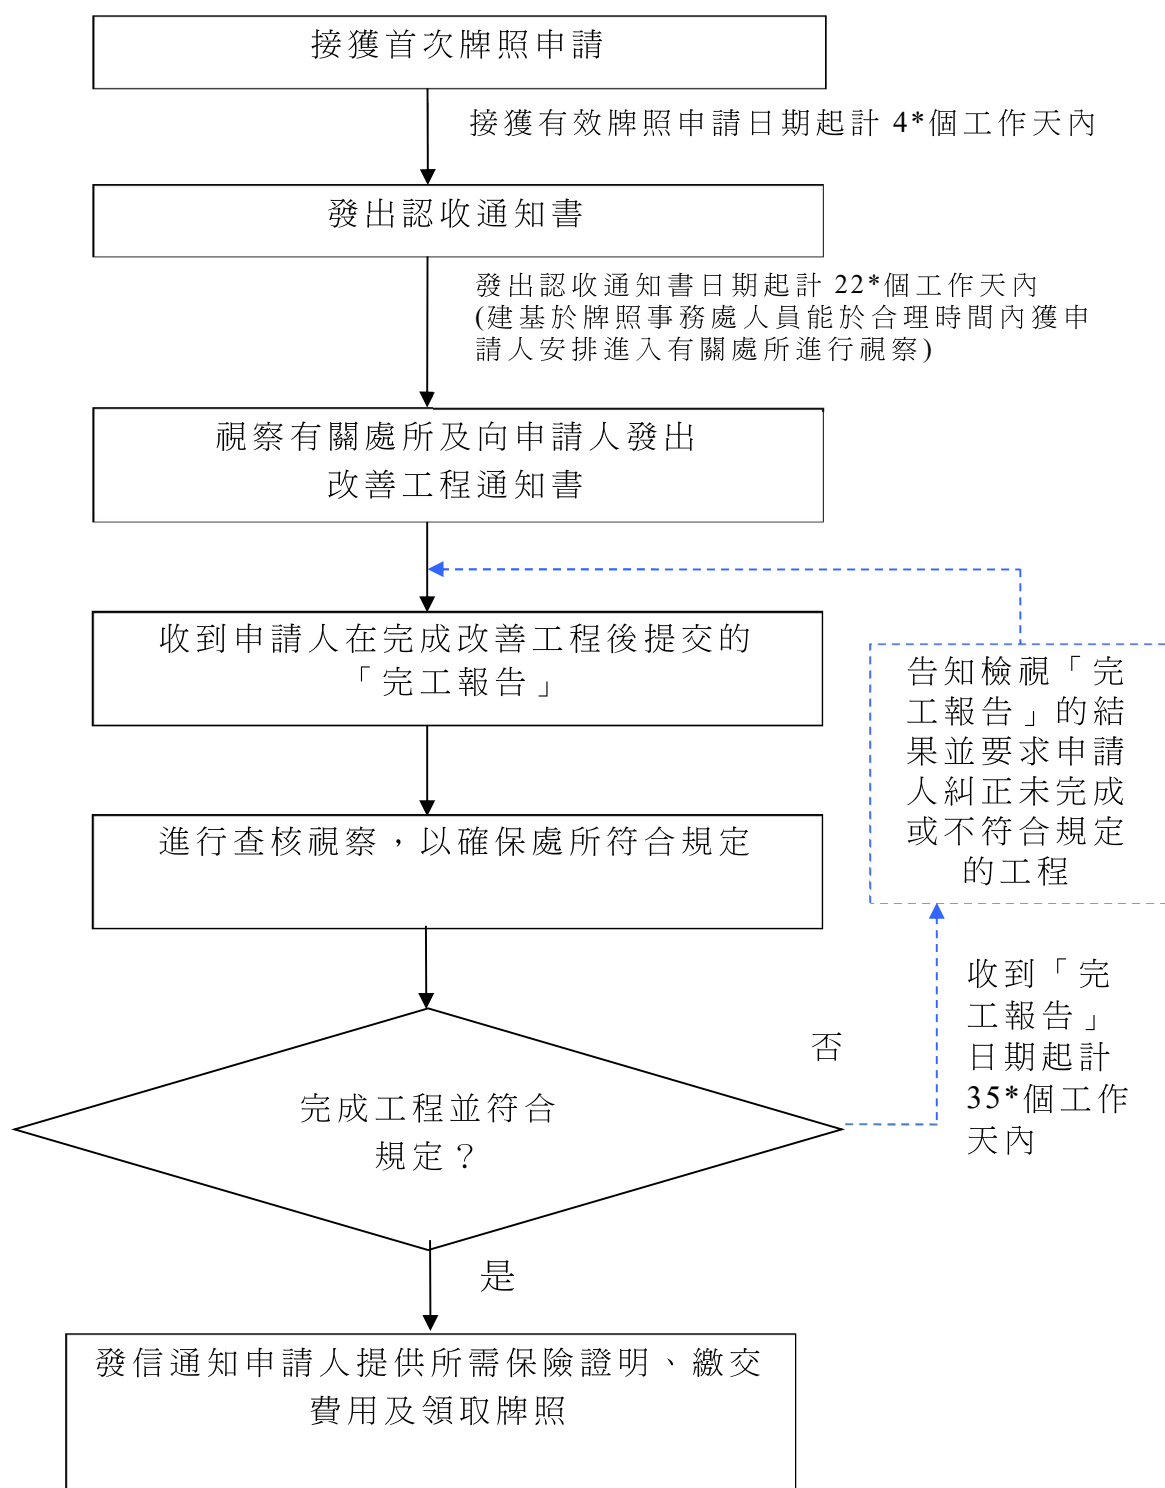 接獲首次牌照申請
接獲有效牌照申請日期起計 4*個工作天內
發出認收通知書
發出認收通知書日期起計 22*個工作天內
(建基於牌照事務處人員能於合理時間內獲申
請人安排進入有關處所進行視察)
視察有關處所及向申請人發出
改善工程通知書
收到申請人在完成改善工程後提交的
「完工報告」
告知檢視「完
工報告」的結
果並要求申請
人糾正未完成
或不符合規定
的工程
進行查核視察，以確保處所符合規定
收到「完
工報告」
日期起計
35*個工作
天內
否
完成工程並符合
規定？
是
發信通知申請人提供所需保險證明、繳交
費用及領取牌照